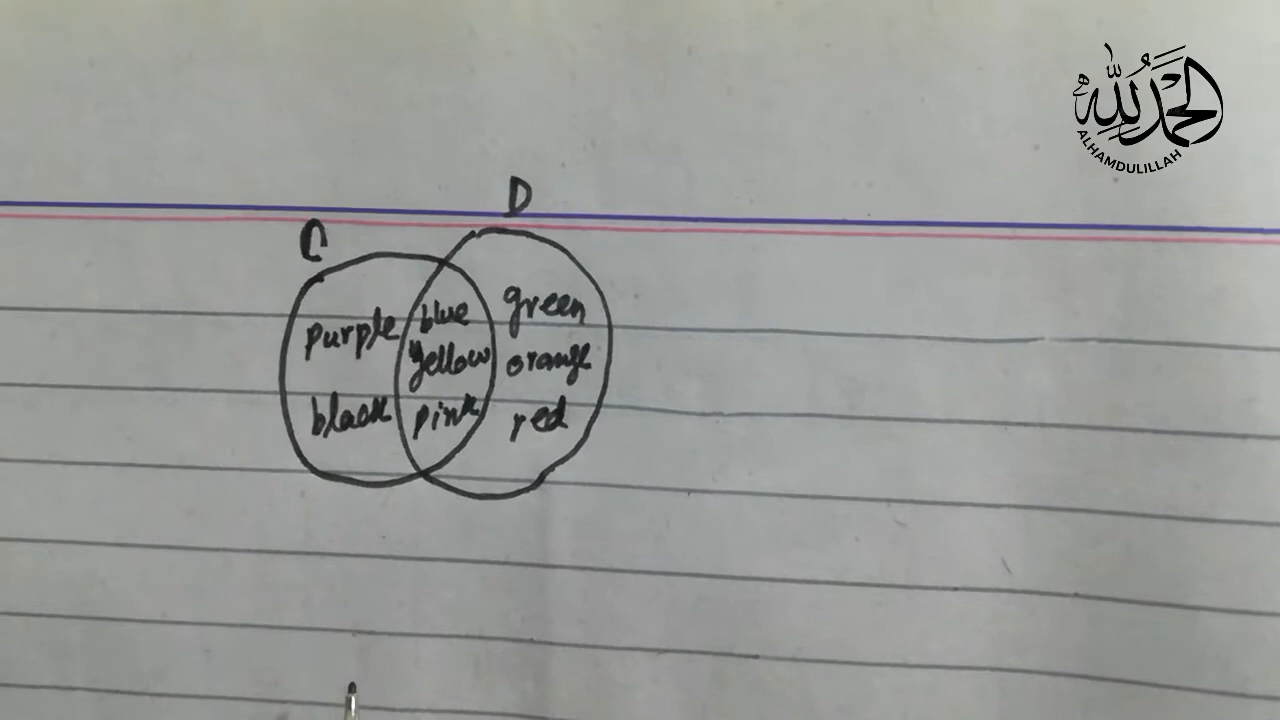 الحمد لله
ALHAMDULILLAH
D
C
purple blue green
yellow orange
black pink red